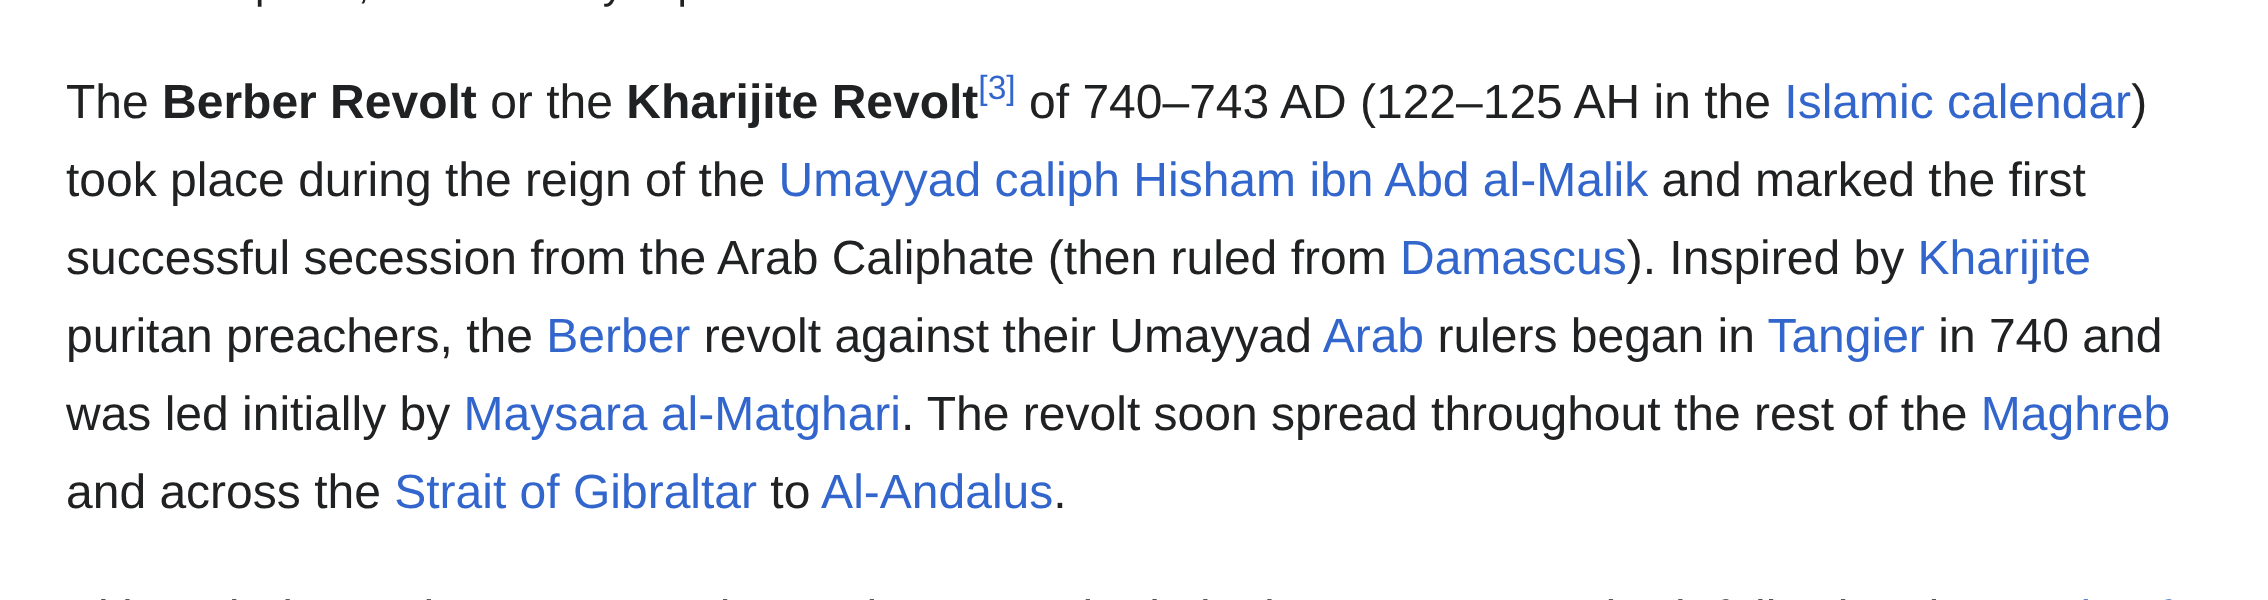 The Berber Revolt or the Kharijite Revolt[3] of 740–743 AD (122–125 AH in the Islamic calendar)
took place during the reign of the Umayyad caliph Hisham ibn Abd al-Malik and marked the first
successful secession from the Arab Caliphate (then ruled from Damascus). Inspired by Kharijite
puritan preachers, the Berber revolt against their Umayyad Arab rulers began in Tangier in 740 and
was led initially by Maysara al-Matghari. The revolt soon spread throughout the rest of the Maghreb
and across the Strait of Gibraltar to Al-Andalus.